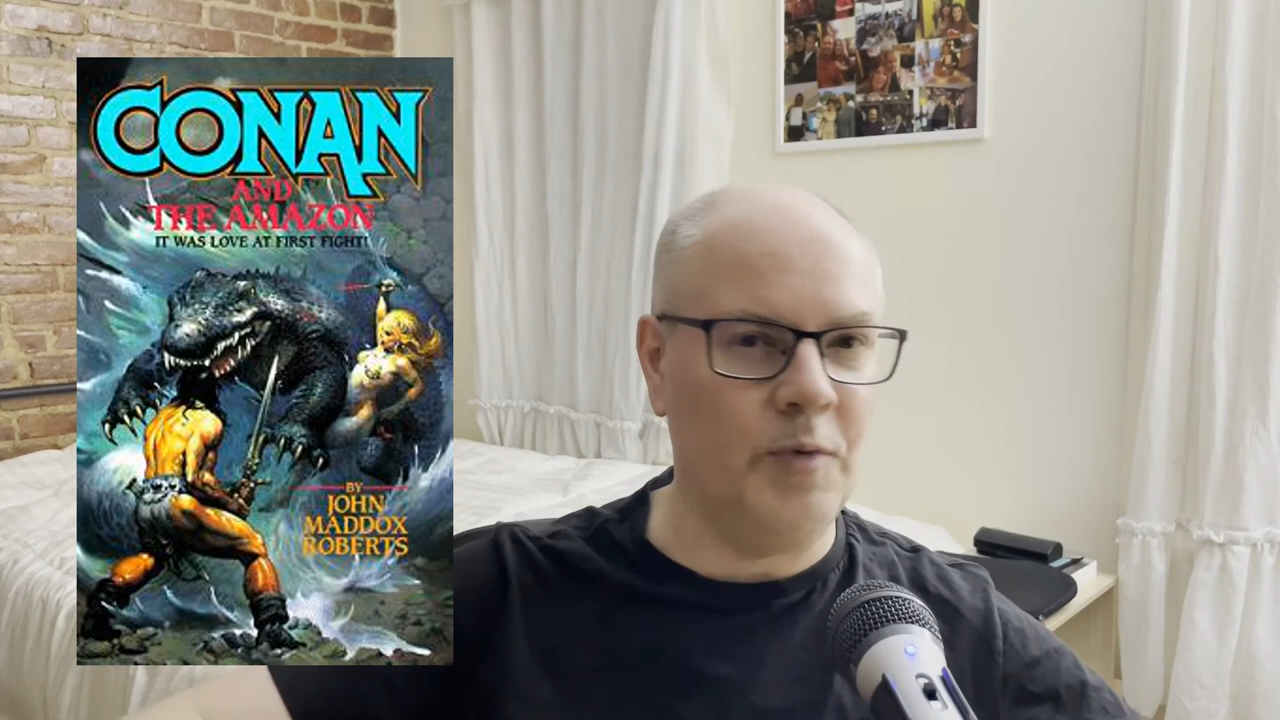 CONAN
AND
THE AMAZON
IT WAS LOVE AT FIRST FIGHT!
BY
JOHN
MADDOX
ROBERTS